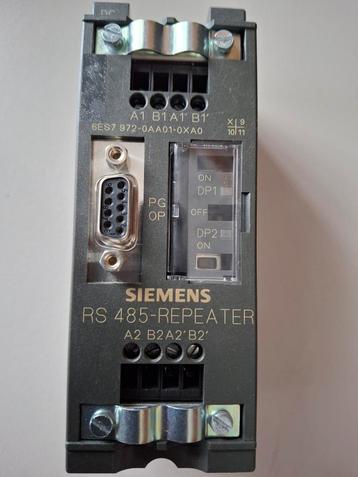 DC
A1 B1 A1' B1'
6ES7 972-0AA01-0XA0
X 9
10 11
PG
OP
ON
DP1
OFF
DP2
ON
SIEMENS
RS 485-REPEATER
A2 B2 A2' B2'